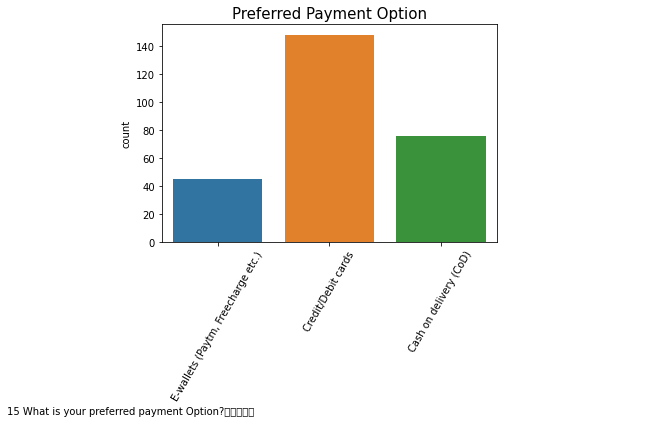 Preferred Payment Option
140
120
100
80
60
40
20
0
count
E-wallets (Paytm, Freecharge etc.)
Credit/Debit cards
Cash on delivery (CoD)
15 What is your preferred payment Option?